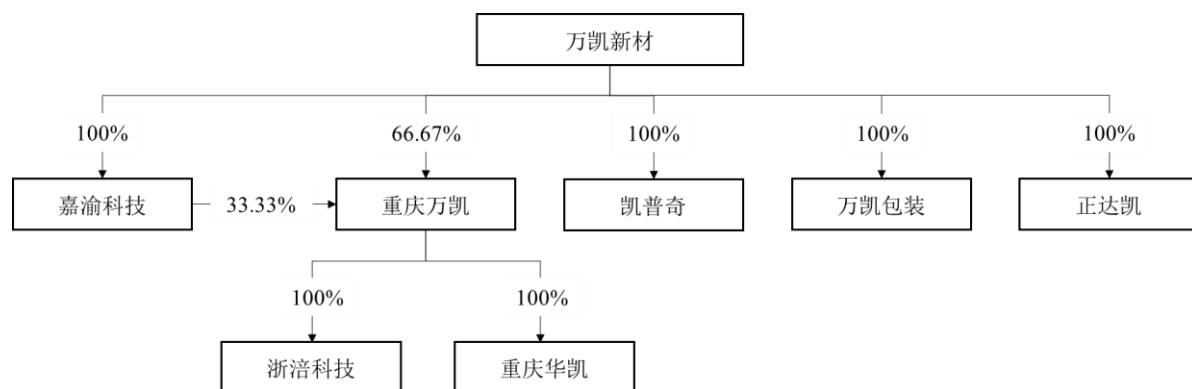 万凯新材
100%
66.67%
100%
100%
100%
嘉渝科技
33.33%
重庆万凯
凯普奇
万凯包装
正达凯
100%
100%
浙涪科技
重庆华凯